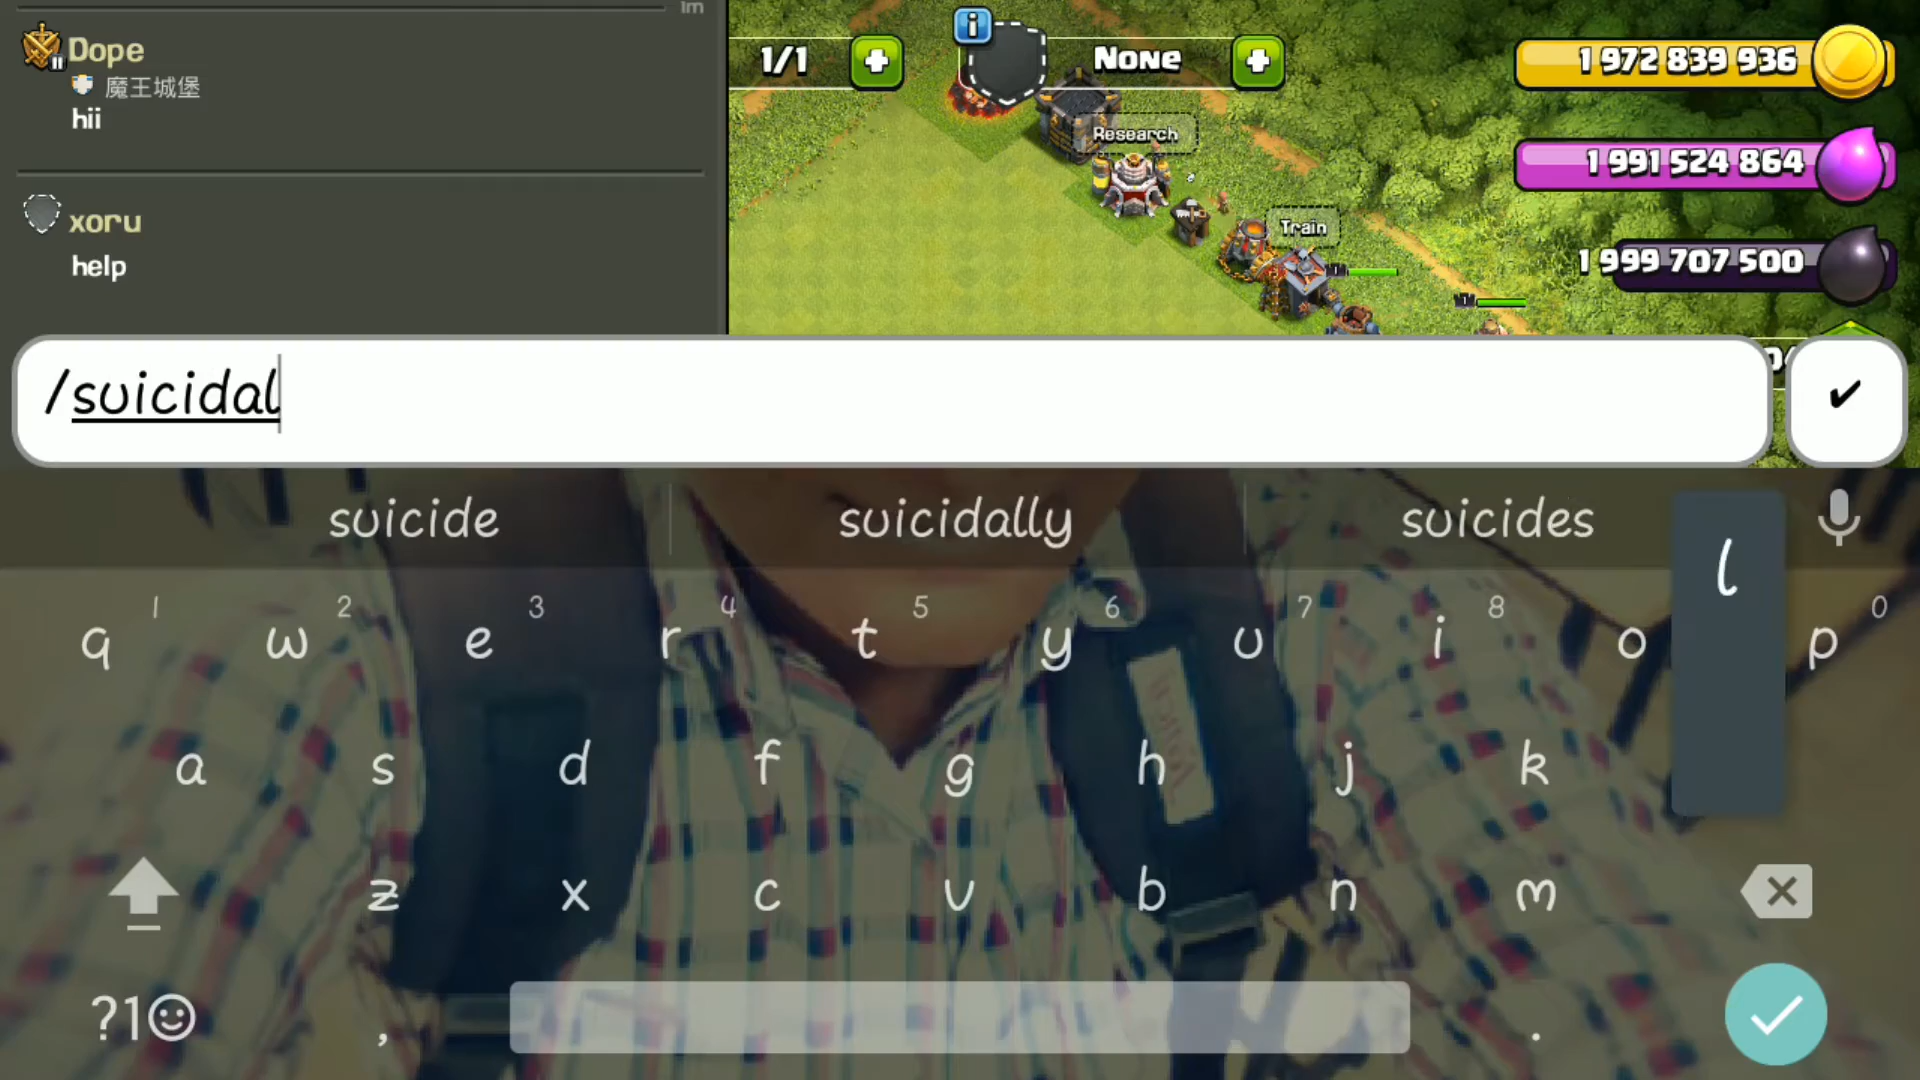 1m
Dope
魔王城堡
hii
xoru
help
1/1
None
1 972 839 936
Research
1 991 524 864
Train
1 999 707 500
/suicidal
suicide suicidally suicides
l
1 2 3 4 5 6 7 8 0
q w e r t y u i o p
a s d f g h j k
z x c v b n m
?1☺ , .